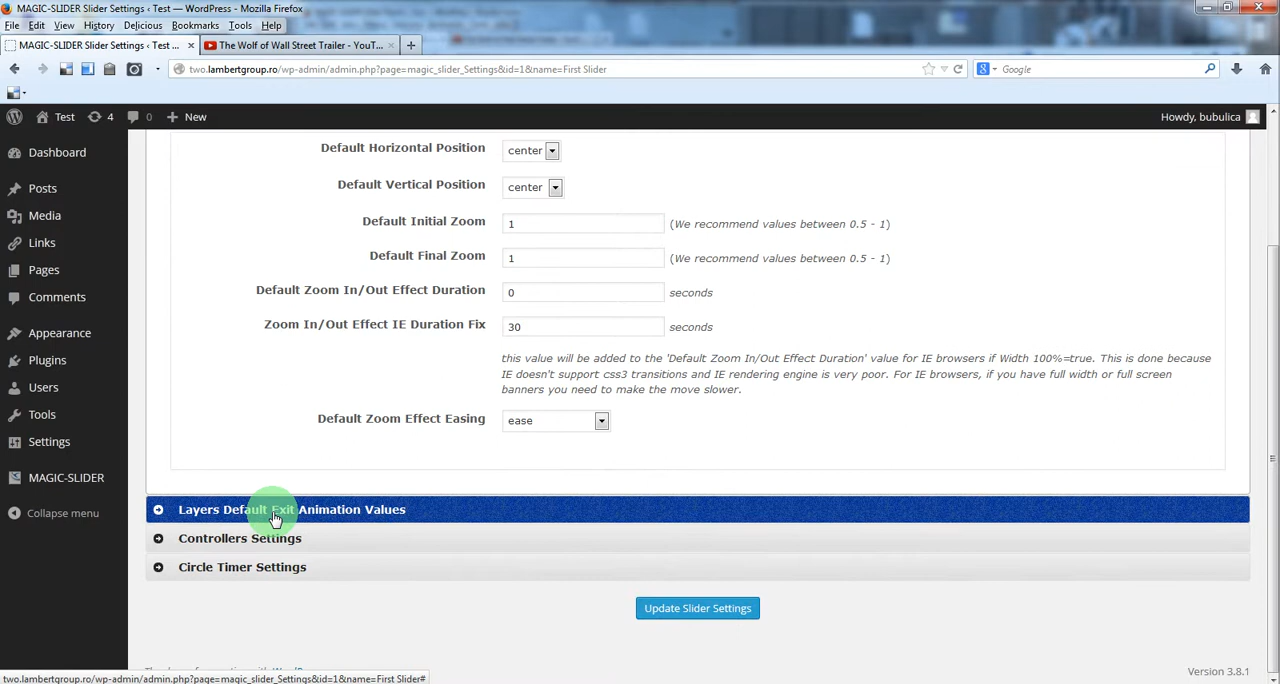 MAGIC-SLIDER Slider Settings ‹ Test — WordPress - Mozilla Firefox
File Edit View History Delicious Bookmarks Tools Help
MAGIC-SLIDER Slider Settings ‹ Test ... × The Wolf of Wall Street Trailer - YouT... × +
two.lambertgroup.ro/wp-admin/admin.php?page=magic_slider_Settings&id=1&name=First Slider
Google
Test 4 0 New
Howdy, bubulica
Dashboard
Posts
Media
Links
Pages
Comments
Appearance
Plugins
Users
Tools
Settings
MAGIC-SLIDER
Collapse menu
Default Horizontal Position center
Default Vertical Position center
Default Initial Zoom 1 (We recommend values between 0.5 - 1)
Default Final Zoom 1 (We recommend values between 0.5 - 1)
Default Zoom In/Out Effect Duration 0 seconds
Zoom In/Out Effect IE Duration Fix 30 seconds
this value will be added to the 'Default Zoom In/Out Effect Duration' value for IE browsers if Width 100%=true. This is done because
IE doesn't support css3 transitions and IE rendering engine is very poor. For IE browsers, if you have full width or full screen
banners you need to make the move slower.
Default Zoom Effect Easing ease
Layers Default Exit Animation Values
Controllers Settings
Circle Timer Settings
Update Slider Settings
Version 3.8.1
two.lambertgroup.ro/wp-admin/admin.php?page=magic_slider_Settings&id=1&name=First Slider#